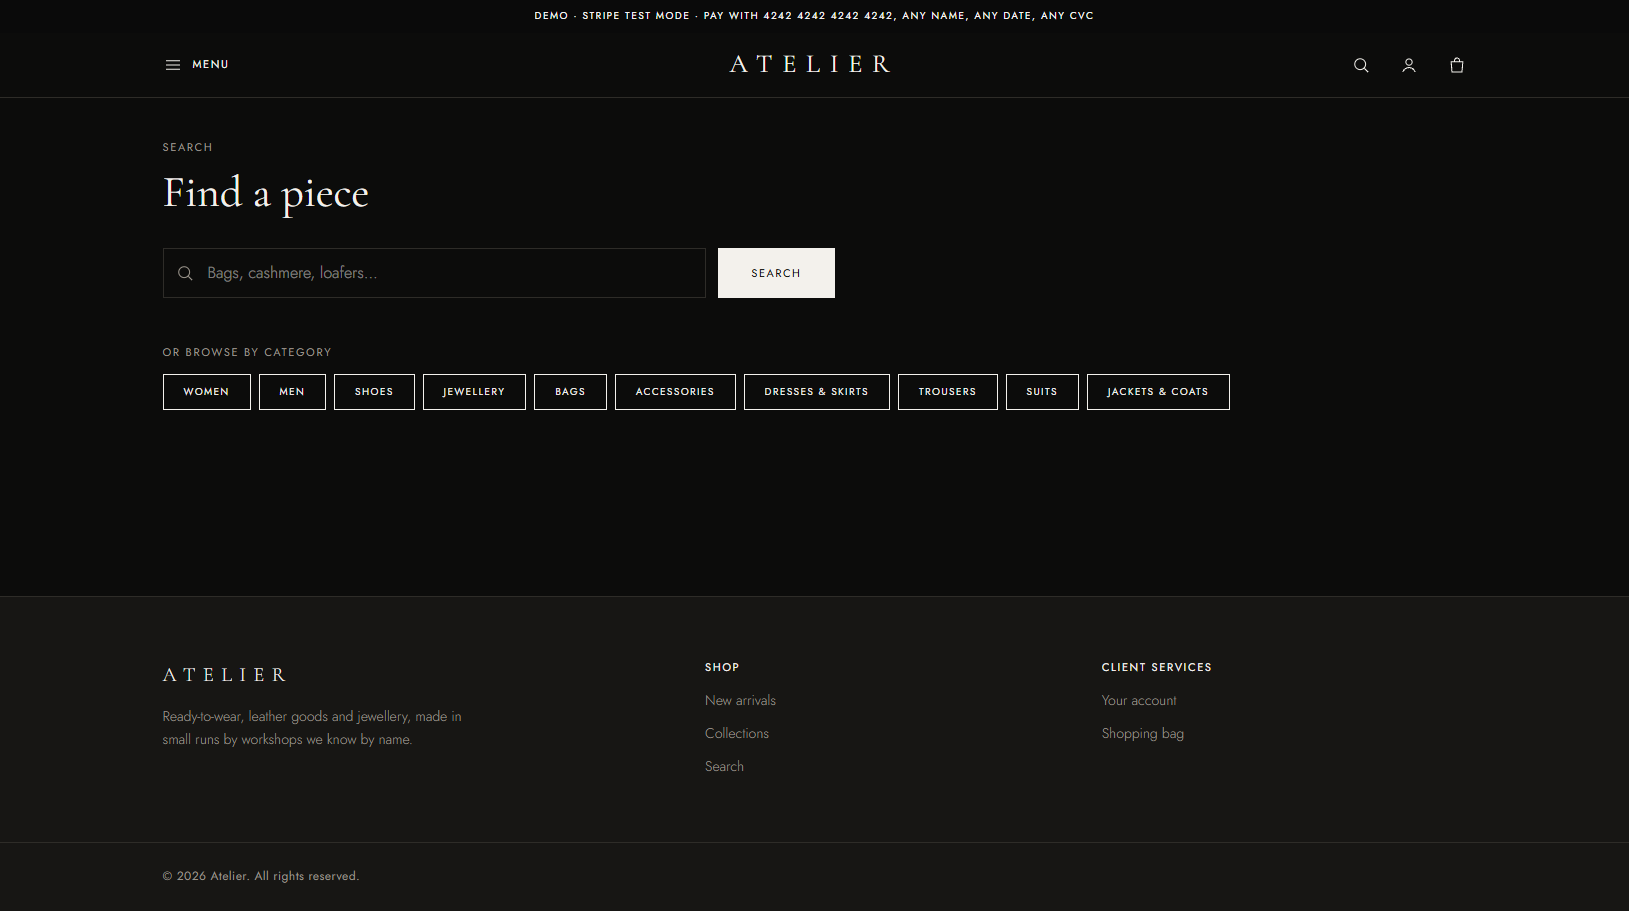 DEMO · STRIPE TEST MODE · PAY WITH 4242 4242 4242 4242, ANY NAME, ANY DATE, ANY CVC
MENU
ATELIER
SEARCH
Find a piece
Bags, cashmere, loafers...
SEARCH
OR BROWSE BY CATEGORY
WOMEN
MEN
SHOES
JEWELLERY
BAGS
ACCESSORIES
DRESSES & SKIRTS
TROUSERS
SUITS
JACKETS & COATS
ATELIER
Ready-to-wear, leather goods and jewellery, made in
small runs by workshops we know by name.
SHOP
New arrivals
Collections
Search
CLIENT SERVICES
Your account
Shopping bag
© 2026 Atelier. All rights reserved.